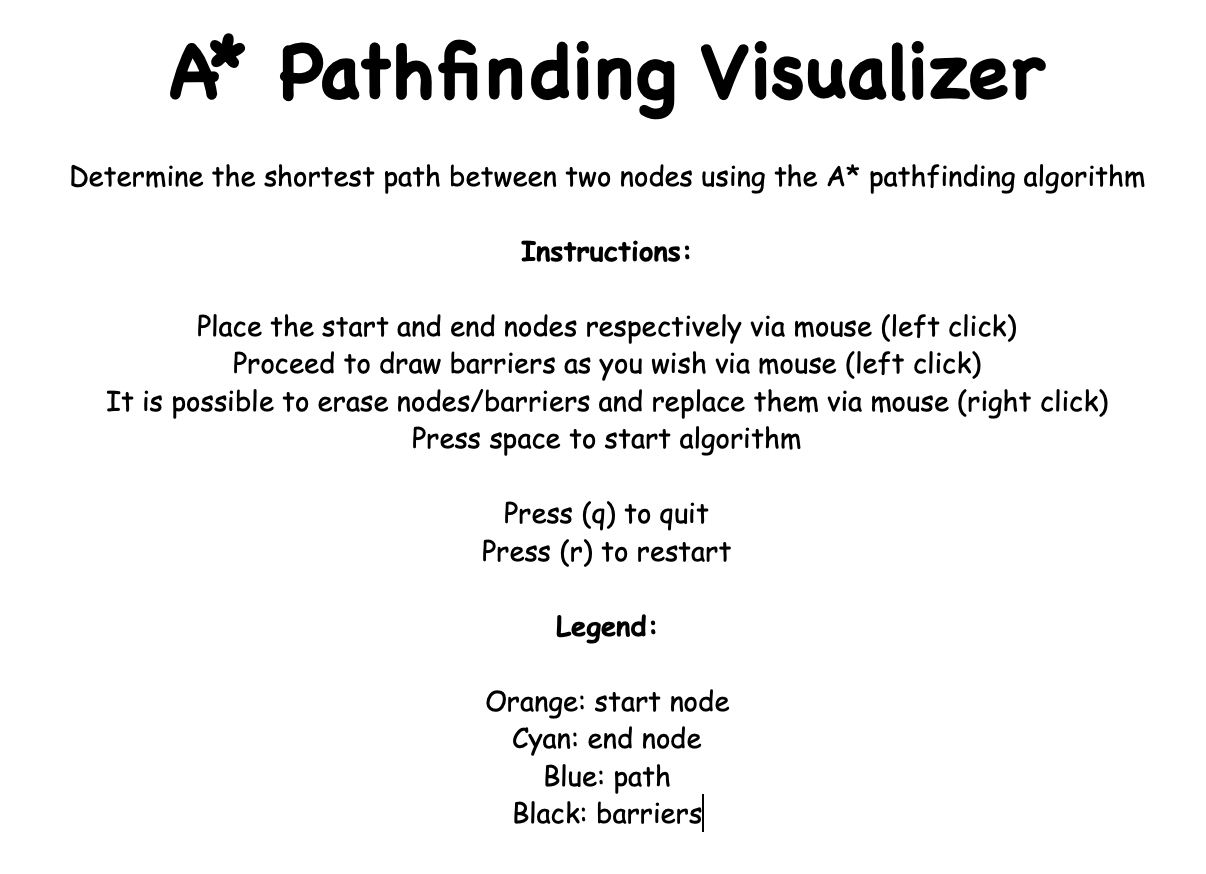 A* Pathfinding Visualizer
Determine the shortest path between two nodes using the A* pathfinding algorithm
Instructions:
Place the start and end nodes respectively via mouse (left click)
Proceed to draw barriers as you wish via mouse (left click)
It is possible to erase nodes/barriers and replace them via mouse (right click)
Press space to start algorithm
Press (q) to quit
Press (r) to restart
Legend:
Orange: start node
Cyan: end node
Blue: path
Black: barriers